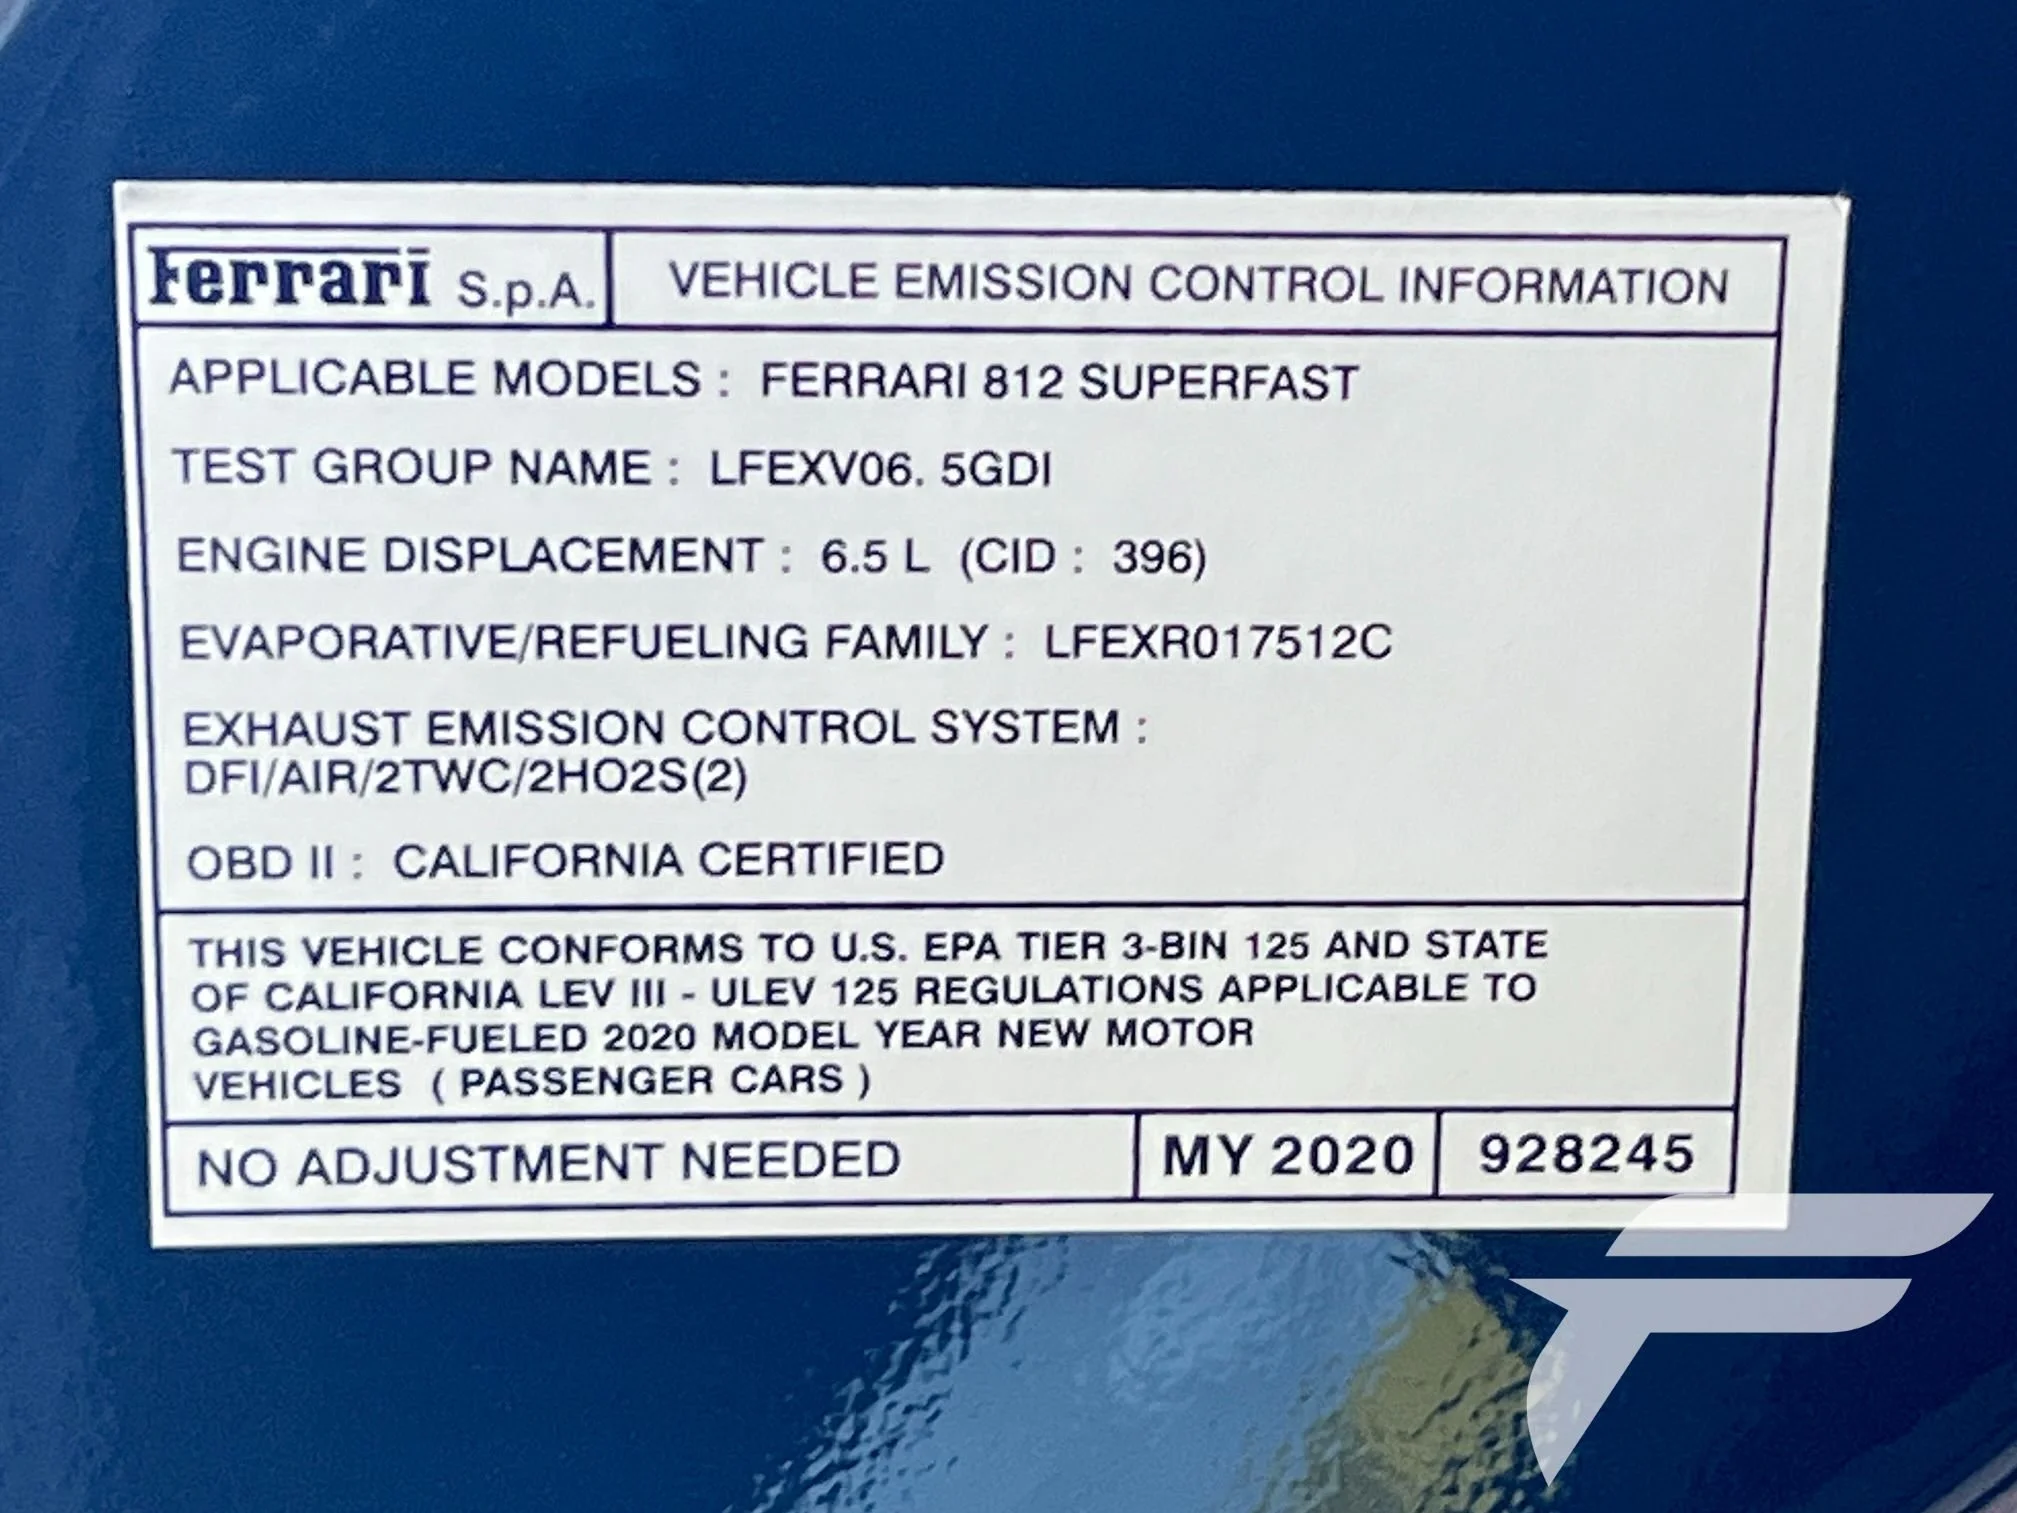 Ferrari S.p.A. VEHICLE EMISSION CONTROL INFORMATION
APPLICABLE MODELS : FERRARI 812 SUPERFAST
TEST GROUP NAME : LFEXV06. 5GDI
ENGINE DISPLACEMENT : 6.5 L (CID : 396)
EVAPORATIVE/REFUELING FAMILY : LFEXR017512C
EXHAUST EMISSION CONTROL SYSTEM :
DFI/AIR/2TWC/2HO2S(2)
OBD II : CALIFORNIA CERTIFIED
THIS VEHICLE CONFORMS TO U.S. EPA TIER 3-BIN 125 AND STATE
OF CALIFORNIA LEV III - ULEV 125 REGULATIONS APPLICABLE TO
GASOLINE-FUELED 2020 MODEL YEAR NEW MOTOR
VEHICLES ( PASSENGER CARS )
NO ADJUSTMENT NEEDED MY 2020 928245